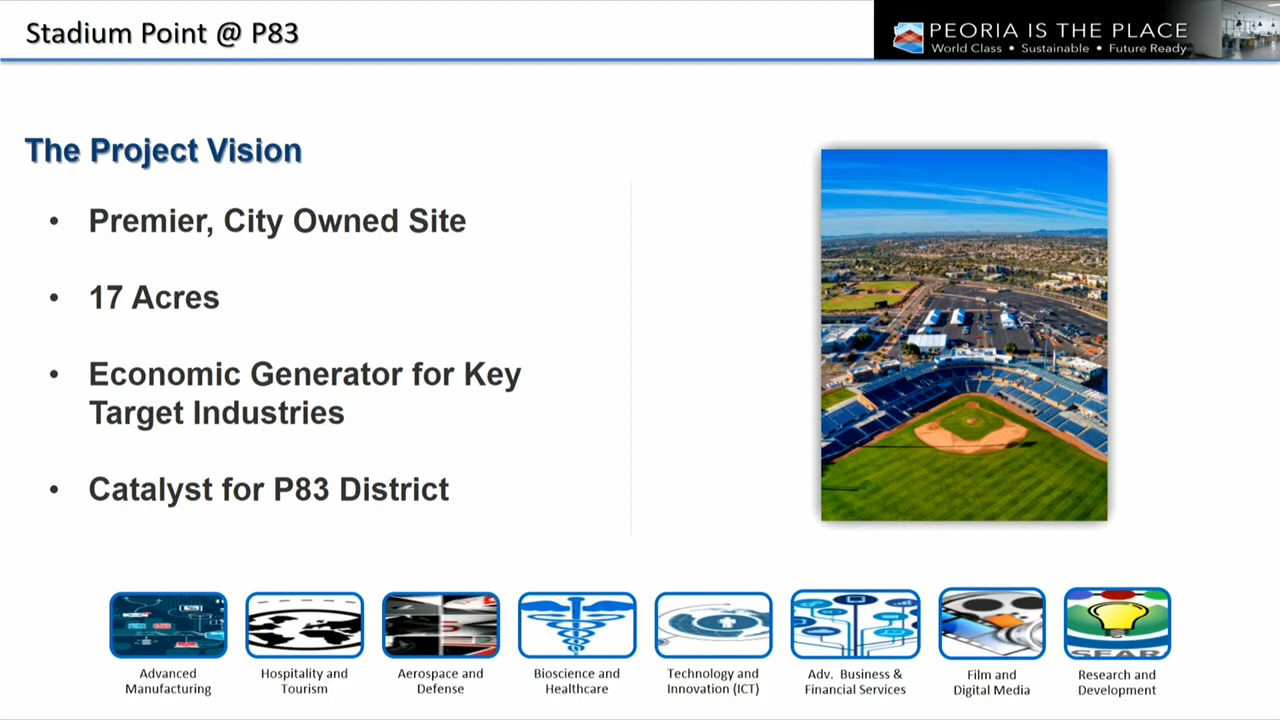 Stadium Point @ P83
PEORIA IS THE PLACE
World Class • Sustainable • Future Ready
The Project Vision
• Premier, City Owned Site
• 17 Acres
• Economic Generator for Key
Target Industries
• Catalyst for P83 District
Advanced
Manufacturing
Hospitality and
Tourism
Aerospace and
Defense
Bioscience and
Healthcare
Technology and
Innovation (ICT)
Adv. Business &
Financial Services
Film and
Digital Media
Research and
Development